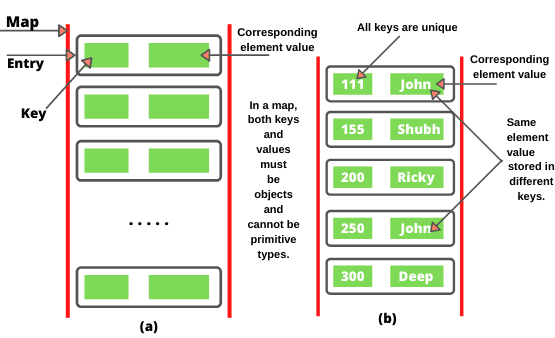 Map
Entry
Key
Corresponding
element value
In a map,
both keys
and
values
must
be
objects
and
cannot be
primitive
types.
.....
(a)
All keys are unique
Corresponding
element value
111 John
155 Shubh
200 Ricky
250 John
300 Deep
Same
element
value
stored in
different
keys.
(b)